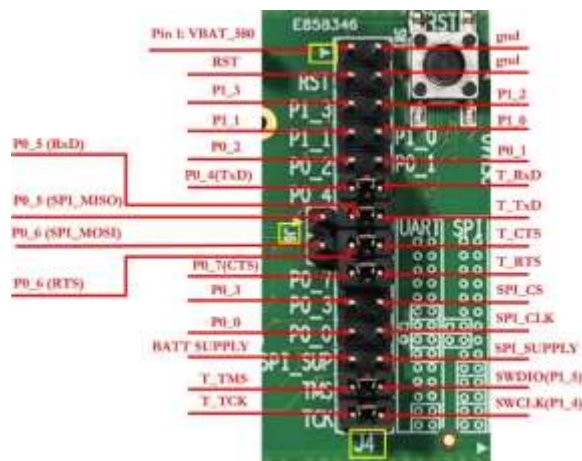 E858346
RST
Pin 1: VBAT_580
gnd
RST
gnd
RST
P1_3
P1_2
P1_3
P1_1
P1_0
P1_1
P1_0
P0_2
P0_1
P0_5 (RxD)
P0_2
P0_1
P0_4(TxD)
T_RxD
P0_4
P0_5 (SPI_MISO)
T_TxD
UART
SPI
P0_6 (SPI_MOSI)
T_CTS
P0_7(CTS)
T_RTS
P0_7
P0_6 (RTS)
P0_3
SPI_CS
P0_3
P0_0
SPI_CLK
P0_0
BATT SUPPLY
SPI_SUPPLY
SPI_SUP
T_TMS
SWDIO(P1_5)
TMS
T_TCK
SWCLK(P1_4)
TCK
J4